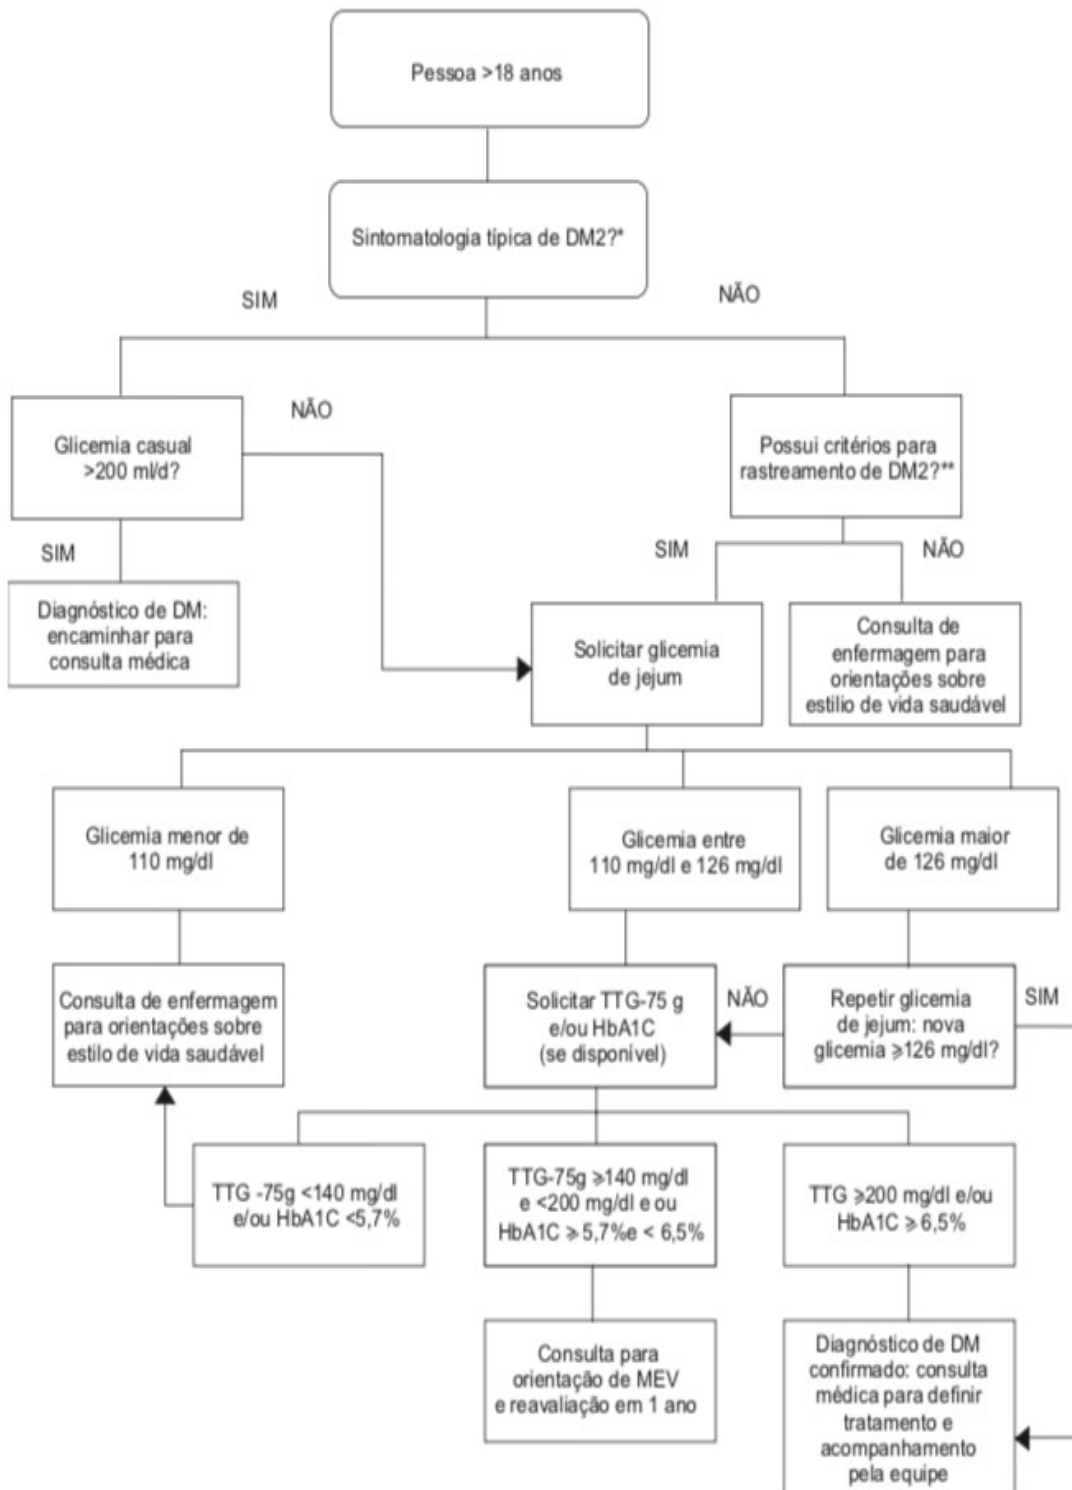 Pessoa >18 anos
Sintomatologia típica de DM2?*
SIM
NÃO
Glicemia casual
>200 ml/d?
NÃO
Possui critérios para
rastreamento de DM2?**
SIM
Diagnóstico de DM:
encaminhar para
consulta médica
SIM
NÃO
Solicitar glicemia
de jejum
Consulta de
enfermagem para
orientações sobre
estilio de vida saudável
Glicemia menor de
110 mg/dl
Glicemia entre
110 mg/dl e 126 mg/dl
Glicemia maior
de 126 mg/dl
Consulta de enfermagem
para orientações sobre
estilo de vida saudável
Solicitar TTG-75 g
e/ou HbA1C
(se disponível)
NÃO
Repetir glicemia
de jejum: nova
glicemia ⩾126 mg/dl?
SIM
TTG -75g <140 mg/dl
e/ou HbA1C <5,7%
TTG-75g ⩾140 mg/dl
e <200 mg/dl e ou
HbA1C ⩾ 5,7%e < 6,5%
TTG ⩾200 mg/dl e/ou
HbA1C ⩾ 6,5%
Consulta para
orientação de MEV
e reavaliação em 1 ano
Diagnóstico de DM
confirmado: consulta
médica para definir
tratamento e
acompanhamento
pela equipe